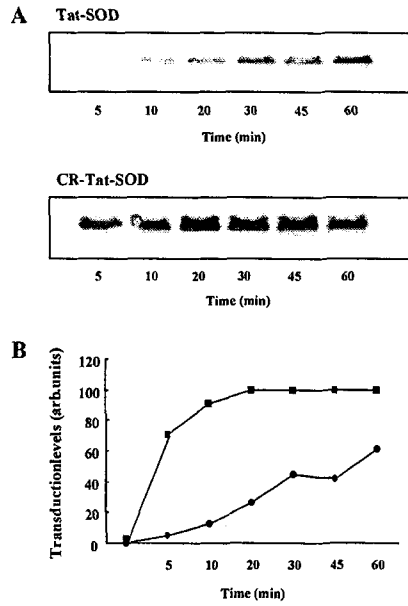 A
Tat-SOD
5 10 20 30 45 60
Time (min)
CR-Tat-SOD
5 10 20 30 45 60
Time (min)
B
Transductionlevels (arb.units)
120
100
80
60
40
20
0
5 10 20 30 45 60
Time (min)